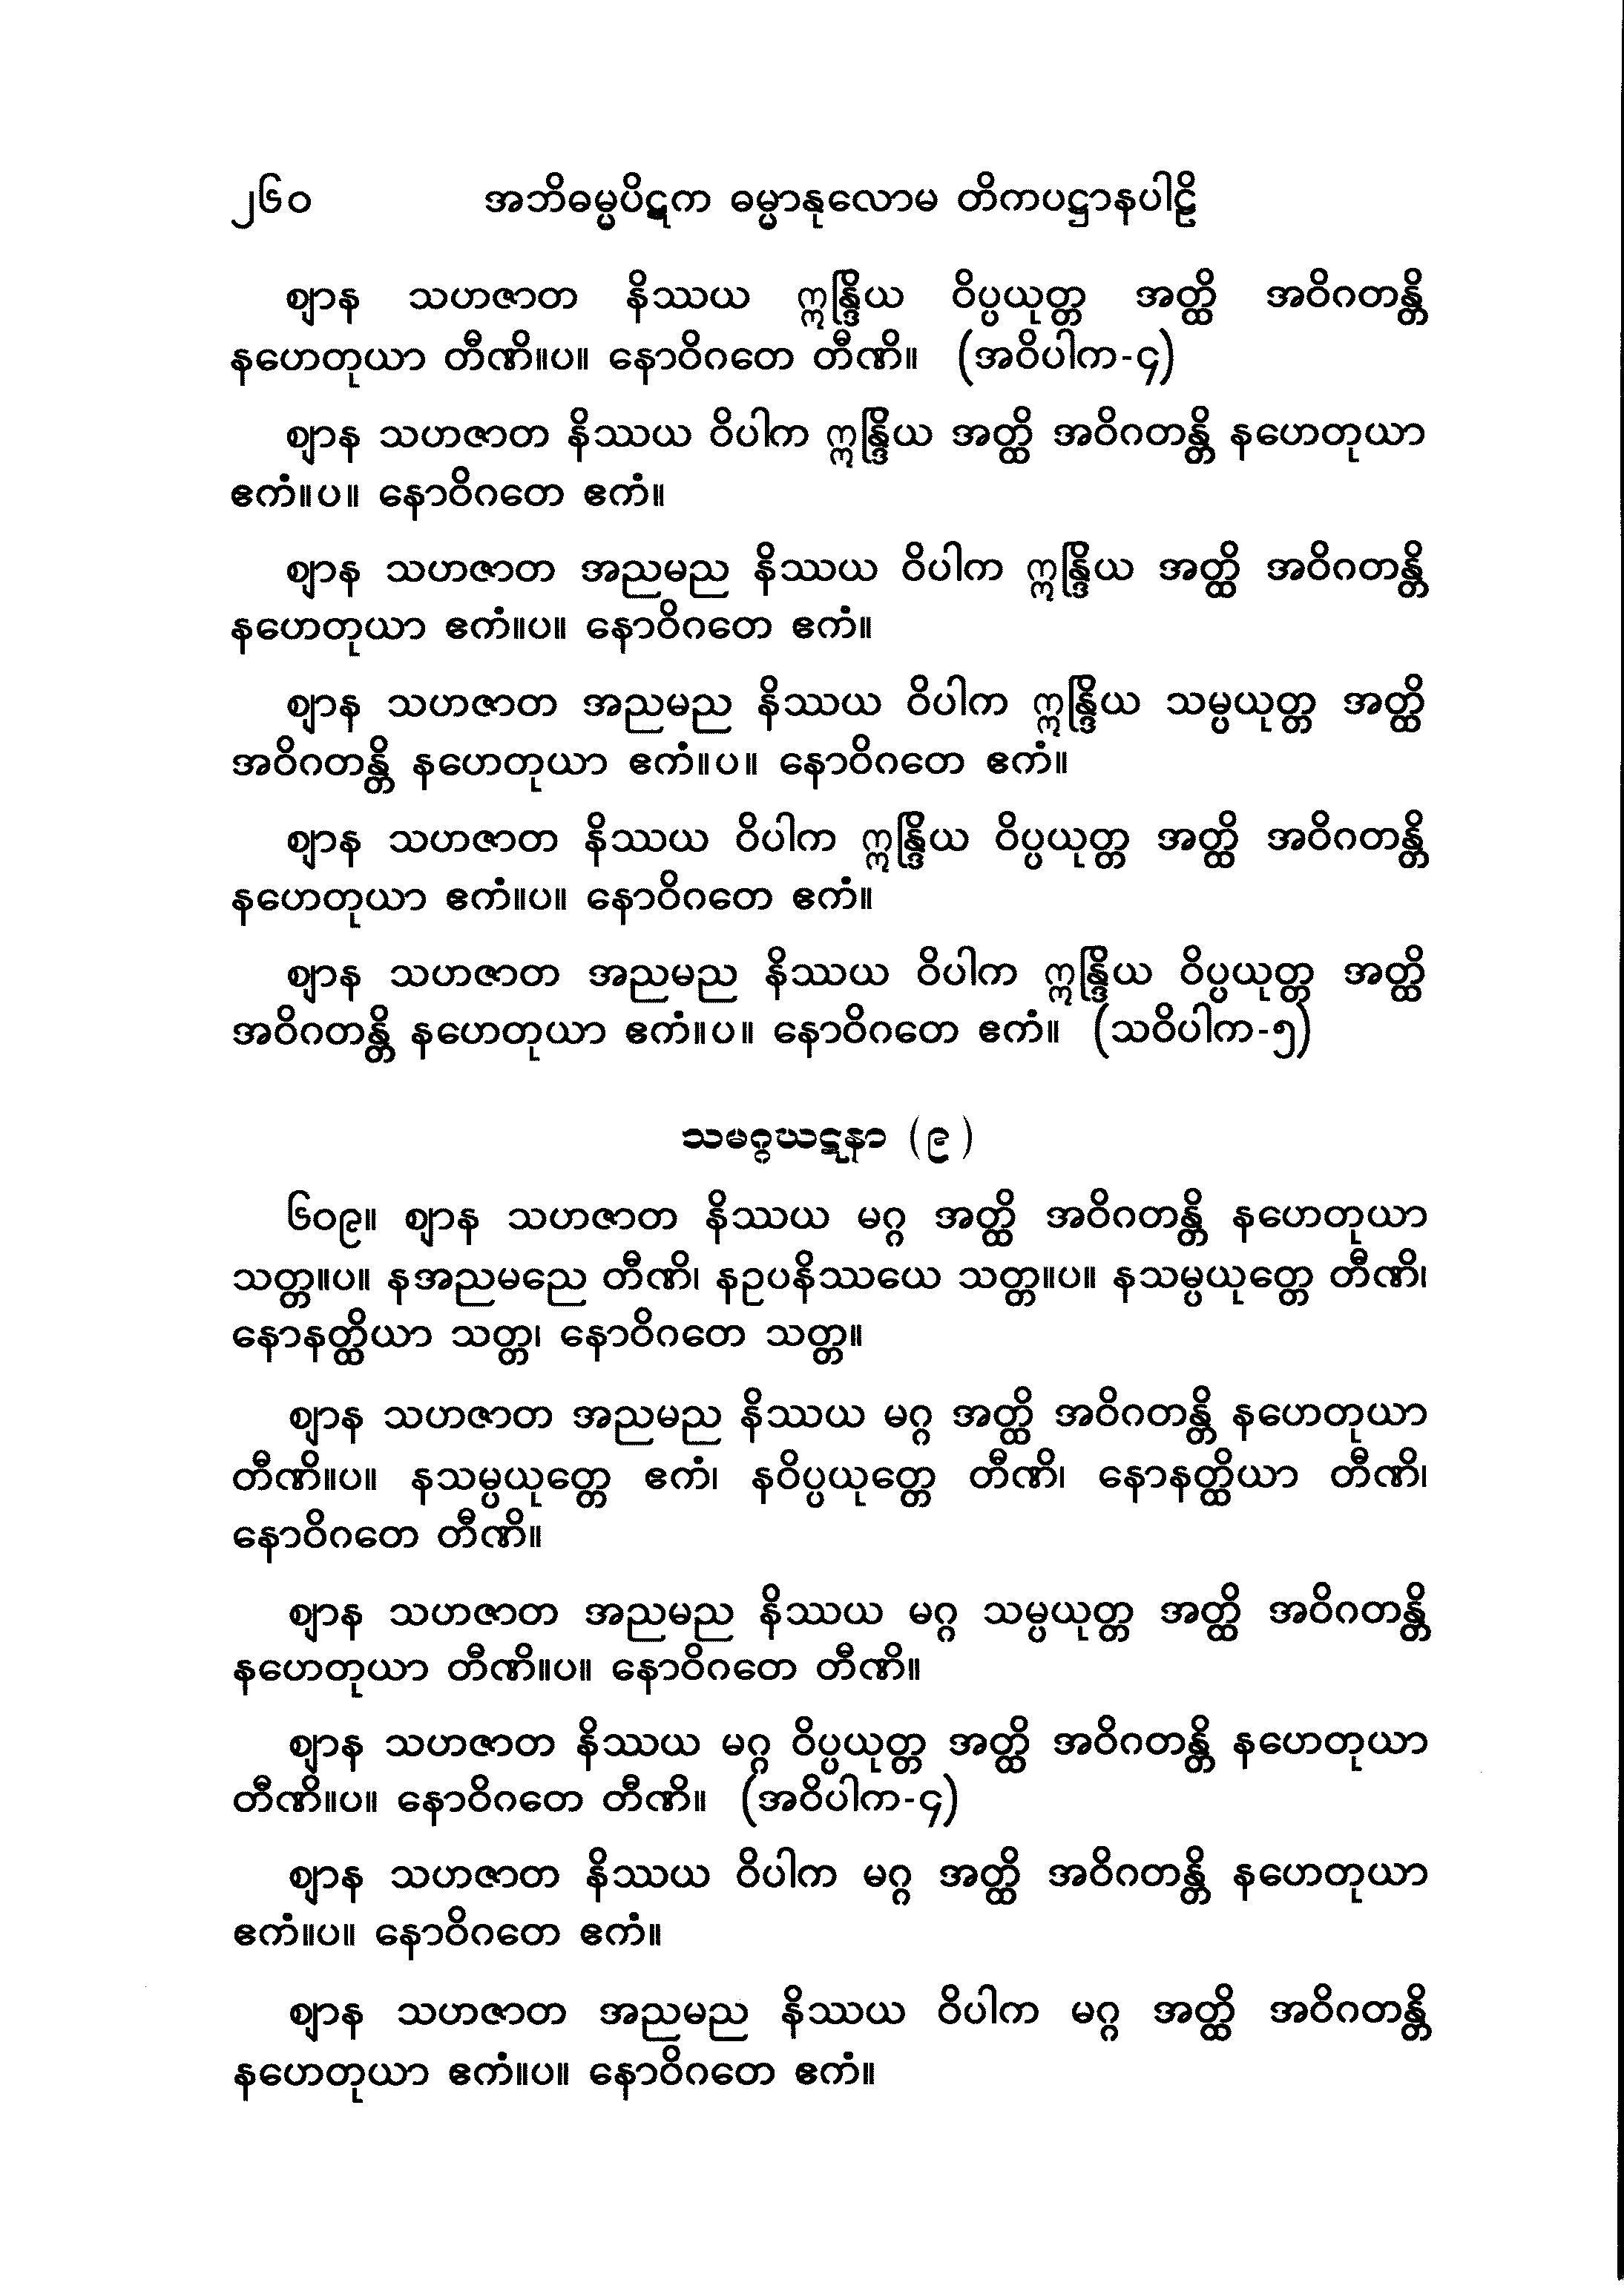 ၂၆၀ အဘိဓမ္မပိဋက ဓမ္မာနုလောမ တိကပဋ္ဌာနပါဠိ
ဈာန သဟဇာတ နိဿယ ဣန္ဒြိယ ဝိပ္ပယုတ္တ အတ္ထိ အဝိဂတန္တိ
နဟေတုယာ တီဏိ။ပ။ နောဝိဂတေ တီဏိ။ (အဝိပါက-၄)
ဈာန သဟဇာတ နိဿယ ဝိပါက ဣန္ဒြိယ အတ္ထိ အဝိဂတန္တိ နဟေတုယာ
ဧကံ။ပ။ နောဝိဂတေ ဧကံ။
ဈာန သဟဇာတ အညမည နိဿယ ဝိပါက ဣန္ဒြိယ အတ္ထိ အဝိဂတန္တိ
နဟေတုယာ ဧကံ။ပ။ နောဝိဂတေ ဧကံ။
ဈာန သဟဇာတ အညမည နိဿယ ဝိပါက ဣန္ဒြိယ သမ္ပယုတ္တ အတ္ထိ
အဝိဂတန္တိ နဟေတုယာ ဧကံ။ပ။ နောဝိဂတေ ဧကံ။
ဈာန သဟဇာတ နိဿယ ဝိပါက ဣန္ဒြိယ ဝိပ္ပယုတ္တ အတ္ထိ အဝိဂတန္တိ
နဟေတုယာ ဧကံ။ပ။ နောဝိဂတေ ဧကံ။
ဈာန သဟဇာတ အညမည နိဿယ ဝိပါက ဣန္ဒြိယ ဝိပ္ပယုတ္တ အတ္ထိ
အဝိဂတန္တိ နဟေတုယာ ဧကံ။ပ။ နောဝိဂတေ ဧကံ။ (သဝိပါက-၅)
သမဂ္ဂဃဋနာ (၉)
၆၀၉။ ဈာန သဟဇာတ နိဿယ မဂ္ဂ အတ္ထိ အဝိဂတန္တိ နဟေတုယာ
သတ္တ။ပ။ နအညမညေ တီဏိ၊ နဥပနိဿယေ သတ္တ။ပ။ နသမ္ပယုတ္တေ တီဏိ၊
နောနတ္ထိယာ သတ္တ၊ နောဝိဂတေ သတ္တ။
ဈာန သဟဇာတ အညမည နိဿယ မဂ္ဂ အတ္ထိ အဝိဂတန္တိ နဟေတုယာ
တီဏိ။ပ။ နသမ္ပယုတ္တေ ဧကံ၊ နဝိပ္ပယုတ္တေ တီဏိ၊ နောနတ္ထိယာ တီဏိ၊
နောဝိဂတေ တီဏိ။
ဈာန သဟဇာတ အညမည နိဿယ မဂ္ဂ သမ္ပယုတ္တ အတ္ထိ အဝိဂတန္တိ
နဟေတုယာ တီဏိ။ပ။ နောဝိဂတေ တီဏိ။
ဈာန သဟဇာတ နိဿယ မဂ္ဂ ဝိပ္ပယုတ္တ အတ္ထိ အဝိဂတန္တိ နဟေတုယာ
တီဏိ။ပ။ နောဝိဂတေ တီဏိ။ (အဝိပါက-၄)
ဈာန သဟဇာတ နိဿယ ဝိပါက မဂ္ဂ အတ္ထိ အဝိဂတန္တိ နဟေတုယာ
ဧကံ။ပ။ နောဝိဂတေ ဧကံ။
ဈာန သဟဇာတ အညမည နိဿယ ဝိပါက မဂ္ဂ အတ္ထိ အဝိဂတန္တိ
နဟေတုယာ ဧကံ။ပ။ နောဝိဂတေ ဧကံ။